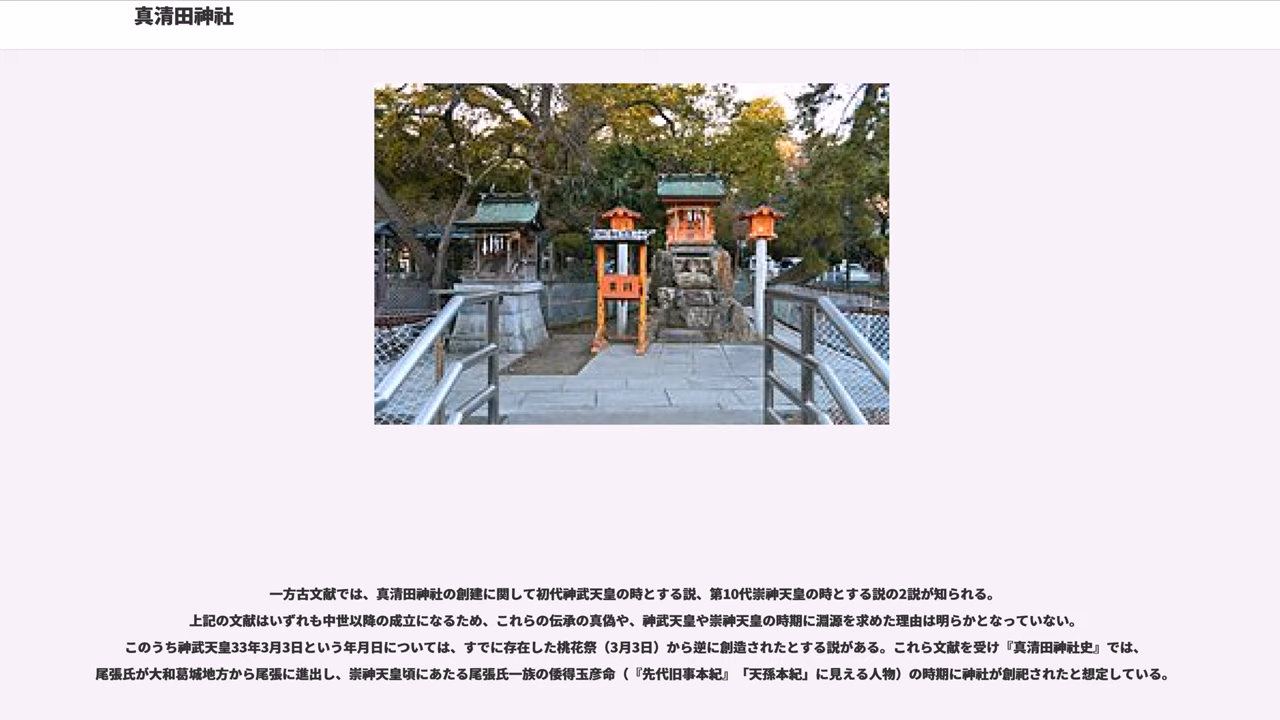 真清田神社
一方古文献では、真清田神社の創建に関して初代神武天皇の時とする説、第10代崇神天皇の時とする説の2説が知られる。
上記の文献はいずれも中世以降の成立になるため、これらの伝承の真偽や、神武天皇や崇神天皇の時期に淵源を求めた理由は明らかとなっていない。
このうち神武天皇33年3月3日という年月日については、すでに存在した桃花祭（3月3日）から逆に創造されたとする説がある。これら文献を受け『真清田神社史』では、
尾張氏が大和葛城地方から尾張に進出し、崇神天皇頃にあたる尾張氏一族の倭得玉彦命（『先代旧事本紀』「天孫本紀」に見える人物）の時期に神社が創祀されたと想定している。